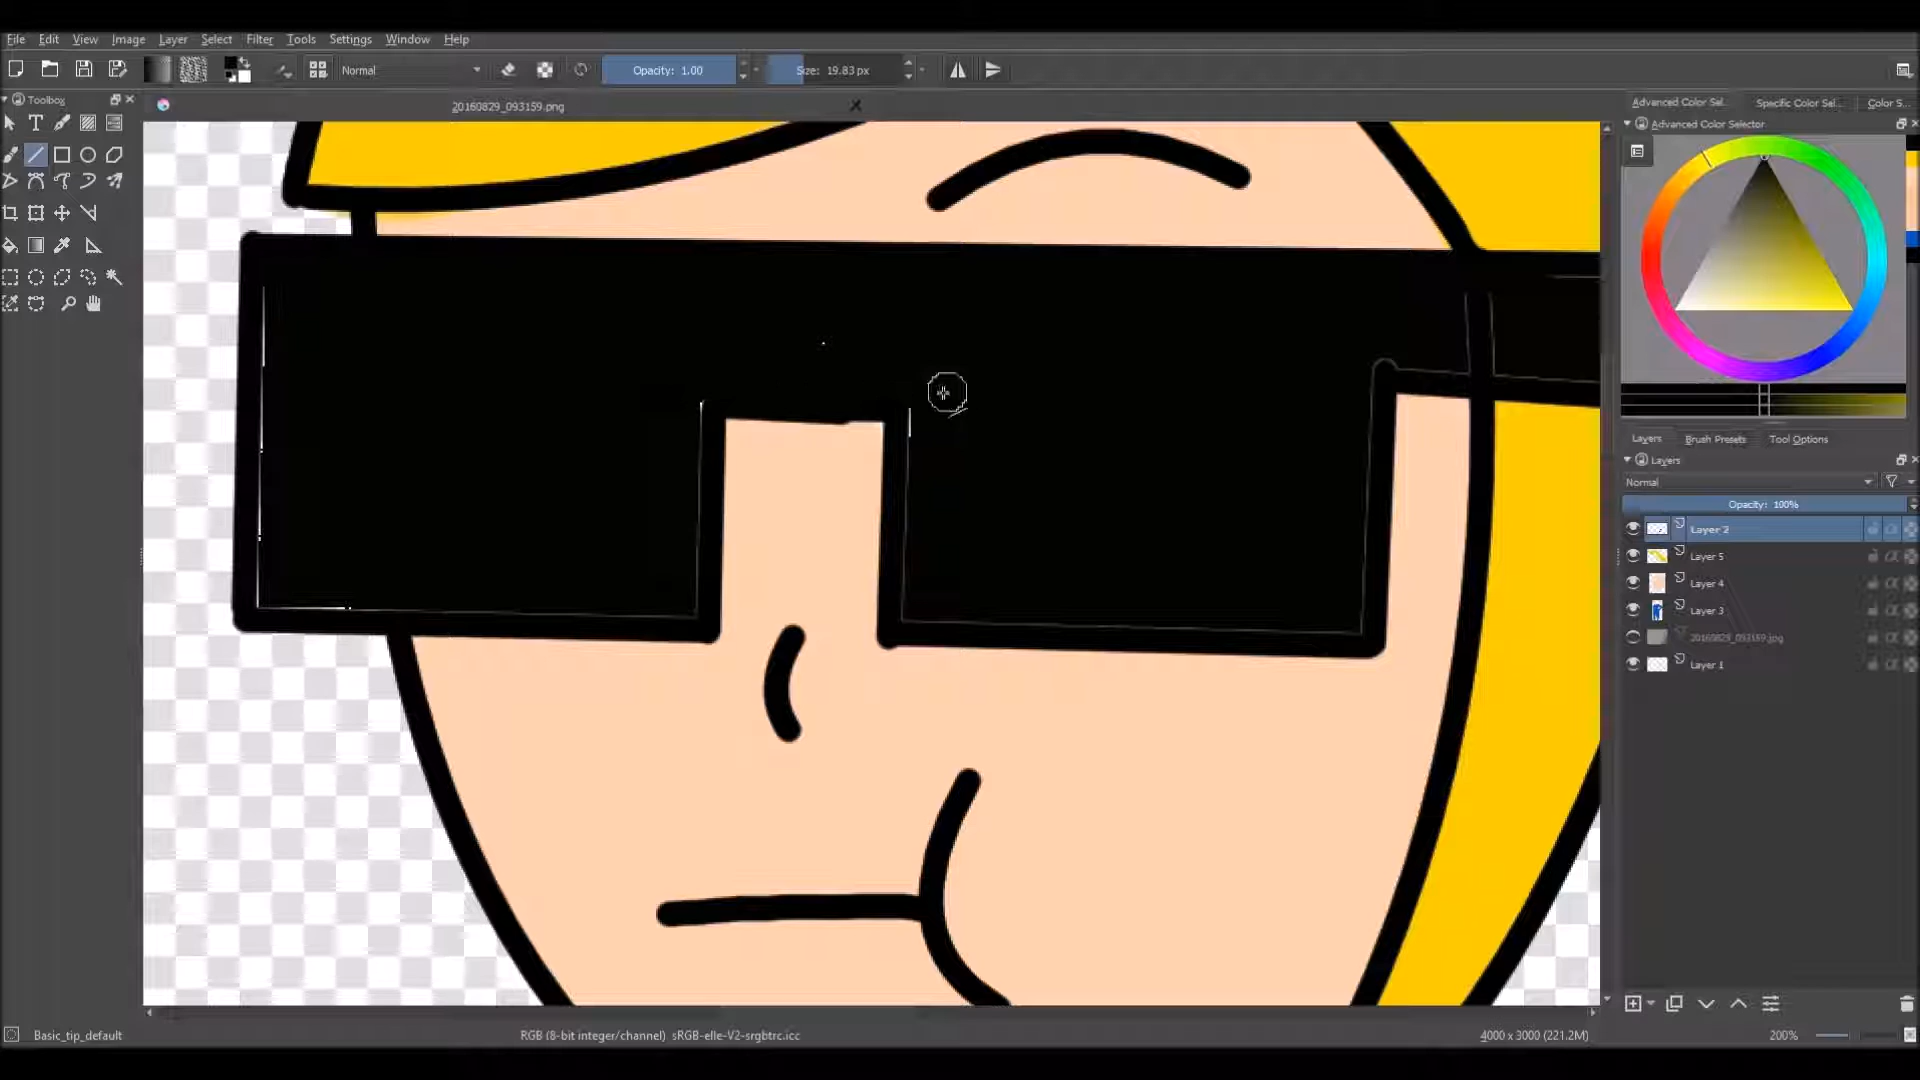 File Edit View Image Layer Select Filter Tools Settings Window Help
Normal Opacity: 1.00 Size: 19.83 px
Toolbox
20160829_093159.png
Advanced Color Sel... Specific Color Sel... Color S...
Advanced Color Selector
Layers Brush Presets Tool Options
Layers
Normal
Opacity: 100%
Layer 2
Layer 5
Layer 4
Layer 3
20160829_093159.jpg
Layer 1
Basic_tip_default
RGB (8-bit integer/channel) sRGB-elle-V2-srgbtrc.icc
4000 x 3000 (221.2M)
200%